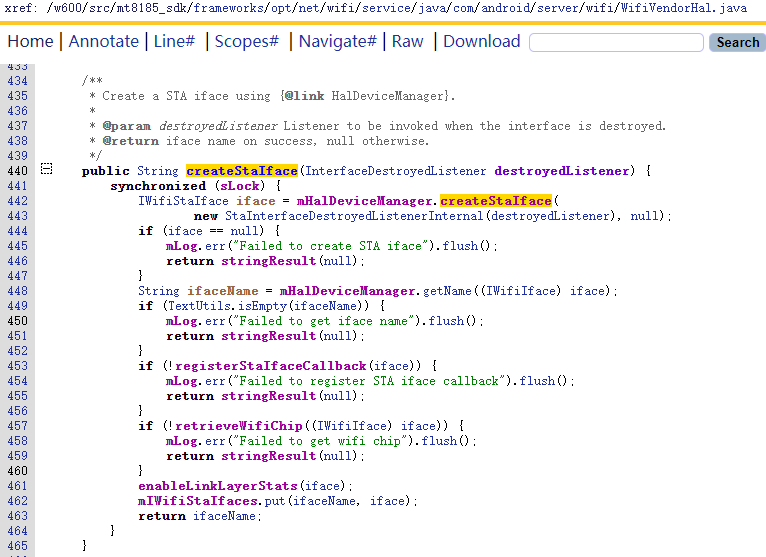 xref: /w600/src/mt8185_sdk/frameworks/opt/net/wifi/service/java/com/android/server/wifi/WifiVendorHal.java
Home | Annotate | Line# | Scopes# | Navigate# | Raw | Download Search
433
434 /**
435 * Create a STA iface using {@link HalDeviceManager}.
436 *
437 * @param destroyedListener Listener to be invoked when the interface is destroyed.
438 * @return iface name on success, null otherwise.
439 */
440 public String createStaIface(InterfaceDestroyedListener destroyedListener) {
441 synchronized (sLock) {
442 IWifiStaIface iface = mHalDeviceManager.createStaIface(
443 new StaInterfaceDestroyedListenerInternal(destroyedListener), null);
444 if (iface == null) {
445 mLog.err("Failed to create STA iface").flush();
446 return stringResult(null);
447 }
448 String ifaceName = mHalDeviceManager.getName((IWifiIface) iface);
449 if (TextUtils.isEmpty(ifaceName)) {
450 mLog.err("Failed to get iface name").flush();
451 return stringResult(null);
452 }
453 if (!registerStaIfaceCallback(iface)) {
454 mLog.err("Failed to register STA iface callback").flush();
455 return stringResult(null);
456 }
457 if (!retrieveWifiChip((IWifiIface) iface)) {
458 mLog.err("Failed to get wifi chip").flush();
459 return stringResult(null);
460 }
461 enableLinkLayerStats(iface);
462 mIWifiStaIfaces.put(ifaceName, iface);
463 return ifaceName;
464 }
465 }